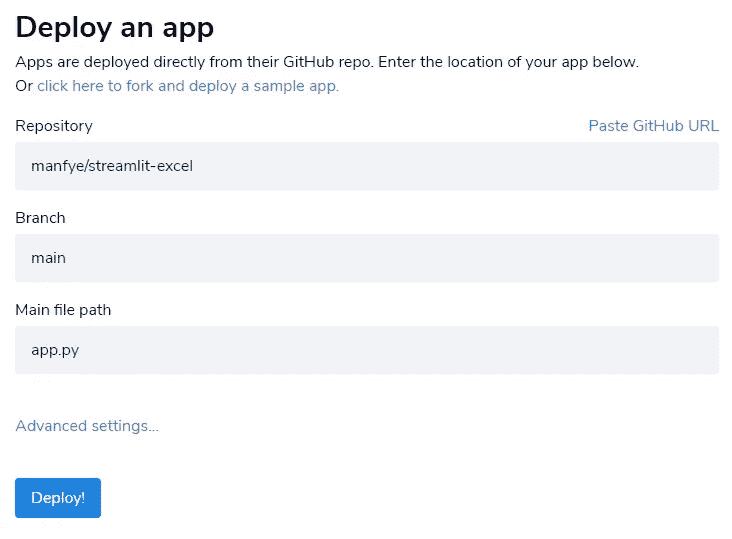 Deploy an app
Apps are deployed directly from their GitHub repo. Enter the location of your app below.
Or click here to fork and deploy a sample app.
Repository Paste GitHub URL
manfye/streamlit-excel
Branch
main
Main file path
app.py
Advanced settings...
Deploy!